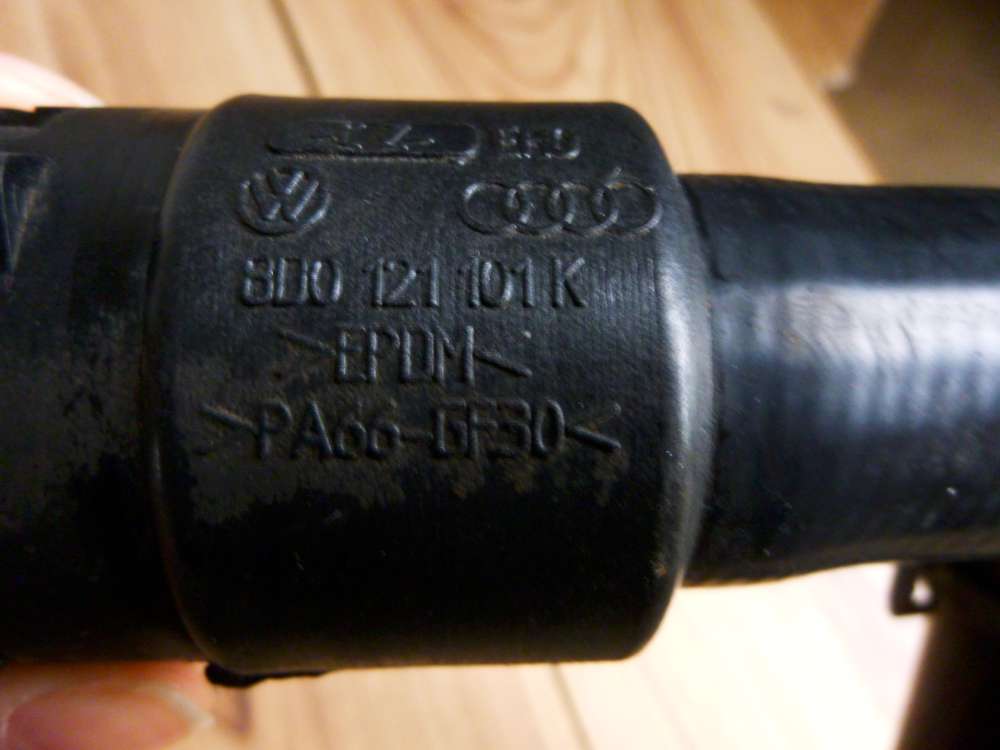 8D0 121 101 K
>EPDM<
>PA66-GF30<